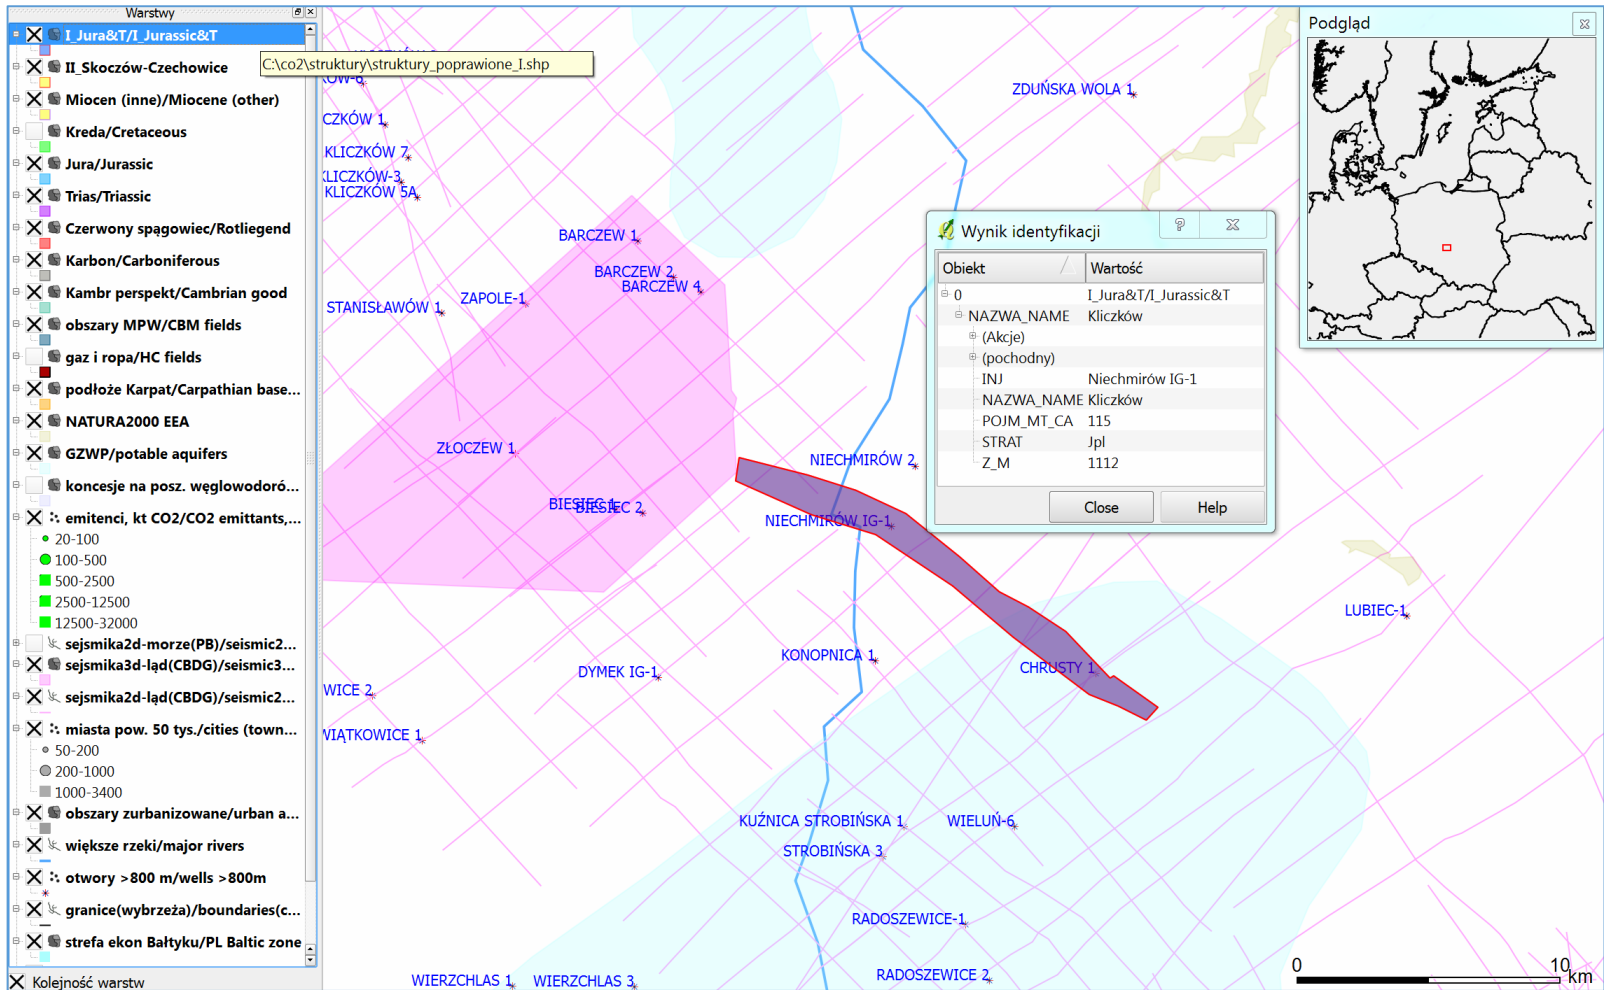 Warstwy
I_Jura&T/I_Jurassic&T
C:\co2\struktury\struktury_poprawione_I.shp
II_Skoczów-Czechowice
Miocen (inne)/Miocene (other)
Kreda/Cretaceous
Jura/Jurassic
Trias/Triassic
Czerwony spągowiec/Rotliegend
Karbon/Carboniferous
Kambr perspekt/Cambrian good
obszary MPW/CBM fields
gaz i ropa/HC fields
podłoże Karpat/Carpathian base...
NATURA2000 EEA
GZWP/potable aquifers
koncesje na posz. węglowodoró...
emitenci, kt CO2/CO2 emittants,...
20-100
100-500
500-2500
2500-12500
12500-32000
sejsmika2d-morze(PB)/seismic2...
sejsmika3d-ląd(CBDG)/seismic3...
sejsmika2d-ląd(CBDG)/seismic2...
miasta pow. 50 tys./cities (town...
50-200
200-1000
1000-3400
obszary zurbanizowane/urban a...
większe rzeki/major rivers
otwory >800 m/wells >800m
granice(wybrzeża)/boundaries(c...
strefa ekon Bałtyku/PL Baltic zone
Kolejność warstw
KÓW-6
CZKÓW 1
KLICZKÓW 7
KLICZKÓW-3
KLICZKÓW 5A
ZDUŃSKA WOLA 1
BARCZEW 1
BARCZEW 2
BARCZEW 4
ZAPOLE-1
STANISŁAWÓW 1
ZŁOCZEW 1
BIESIEC 1
BIESIEC 2
NIECHMIRÓW 2
NIECHMIRÓW IG-1
LUBIEC-1
KONOPNICA 1
CHRUSTY 1
DYMEK IG-1
WICE 2
WIĄTKOWICE 1
KUŹNICA STROBIŃSKA 1
WIELUŃ-6
STROBIŃSKA 3
RADOSZEWICE-1
RADOSZEWICE 2
WIERZCHLAS 1
WIERZCHLAS 3
0 10
km
Wynik identyfikacji
Obiekt Wartość
0 I_Jura&T/I_Jurassic&T
NAZWA_NAME Kliczków
(Akcje)
(pochodny)
INJ Niechmirów IG-1
NAZWA_NAME Kliczków
POJM_MT_CA 115
STRAT Jpl
Z_M 1112
Close Help
Podgląd